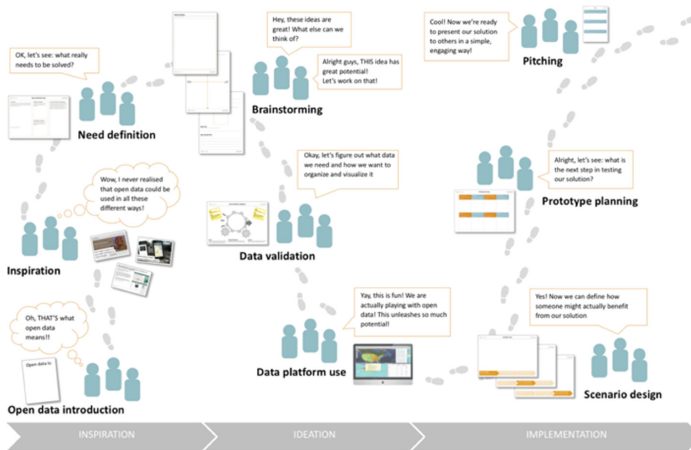 Hey, these ideas are
great! What else can we
think of?
Cool! Now we're ready
to present our solution
to others in a simple,
engaging way!
Pitching
OK, let's see: what really
needs to be solved?
Alright guys, THIS idea has
great potential!
Let's work on that!
Need definition
Brainstorming
Okay, let's figure out what data
we need and how we want to
organize and visualize it
Alright, let's see: what is
the next step in testing
our solution?
Prototype planning
Wow, I never realised
that open data could be
used in all these
different ways!
Data validation
Inspiration
Yay, this is fun! We are
actually playing with open
data! This unleashes so much
potential!
Yes! Now we can define how
someone might actually benefit
from our solution
Oh, THAT'S what
open data
means!!
Open data is
Data platform use
Scenario design
Open data introduction
INSPIRATION
IDEATION
IMPLEMENTATION